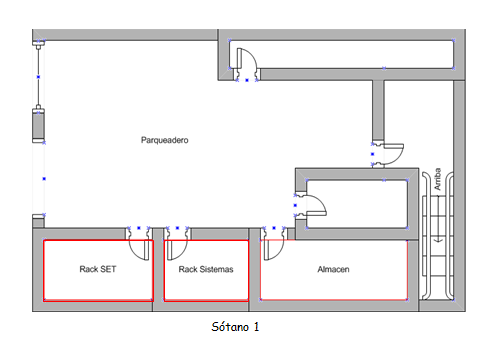 Parqueadero
Arriba
Rack SET
Rack Sistemas
Almacen
Sótano 1